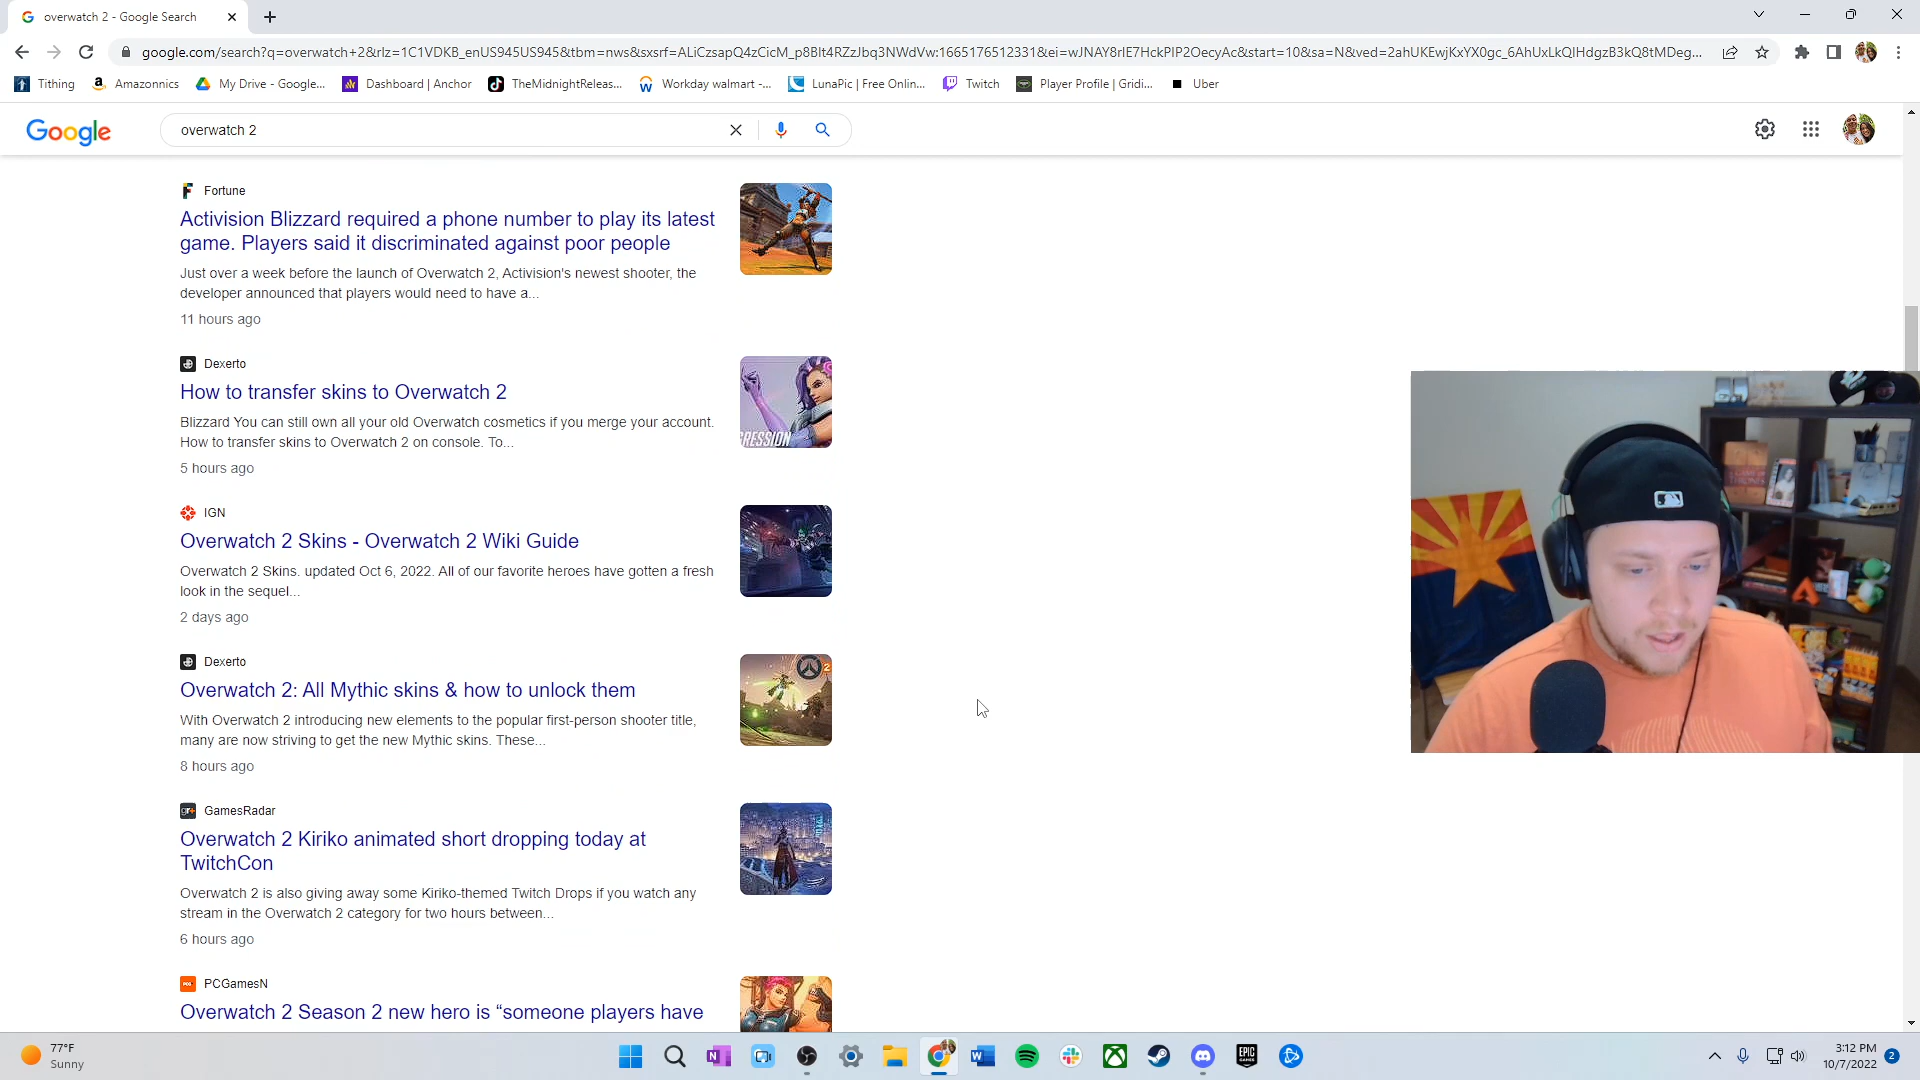 overwatch 2 - Google Search
google.com/search?q=overwatch+2&rlz=1C1VDKB_enUS945US945&tbm=nws&sxsrf=ALiCzsapQ4zCicM_p8Blt4RZzJbq3NWdVw:1665176512331&ei=wJNAY8rIE7HckPIP2OecyAc&start=10&sa=N&ved=2ahUKEwjKxYX0gc_6AhUxLkQIHdgzB3kQ8tMDeg...
Tithing Amazonnics My Drive - Google... Dashboard | Anchor TheMidnightReleas... Workday walmart -... LunaPic | Free Onlin... Twitch Player Profile | Gridi... Uber
Google overwatch 2
Fortune
Activision Blizzard required a phone number to play its latest
game. Players said it discriminated against poor people
Just over a week before the launch of Overwatch 2, Activision's newest shooter, the
developer announced that players would need to have a...
11 hours ago
Dexerto
How to transfer skins to Overwatch 2
Blizzard You can still own all your old Overwatch cosmetics if you merge your account.
How to transfer skins to Overwatch 2 on console. To...
5 hours ago
RESSION
IGN
Overwatch 2 Skins - Overwatch 2 Wiki Guide
Overwatch 2 Skins. updated Oct 6, 2022. All of our favorite heroes have gotten a fresh
look in the sequel...
2 days ago
Dexerto
Overwatch 2: All Mythic skins & how to unlock them
With Overwatch 2 introducing new elements to the popular first-person shooter title,
many are now striving to get the new Mythic skins. These...
8 hours ago
2
GamesRadar
Overwatch 2 Kiriko animated short dropping today at
TwitchCon
Overwatch 2 is also giving away some Kiriko-themed Twitch Drops if you watch any
stream in the Overwatch 2 category for two hours between...
6 hours ago
PCGamesN
Overwatch 2 Season 2 new hero is “someone players have
77°F
Sunny
3:12 PM
10/7/2022
2